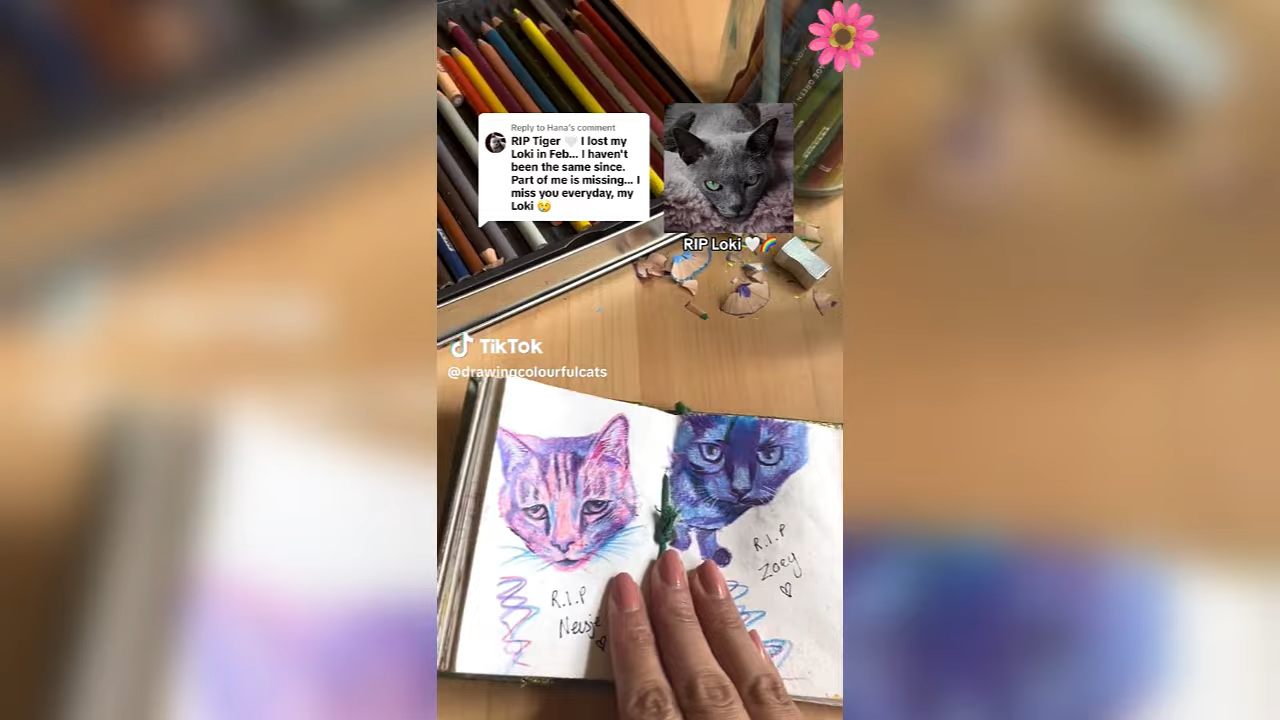 Reply to Hana's comment
RIP Tiger 🤍 I lost my
Loki in Feb... I haven't
been the same since.
Part of me is missing... I
miss you everyday, my
Loki 😢
RIP Loki 🤍🌈
TikTok
@drawingcolourfulcats
R.I.P
Zoey
♡
R.I.P
Neusje
♡